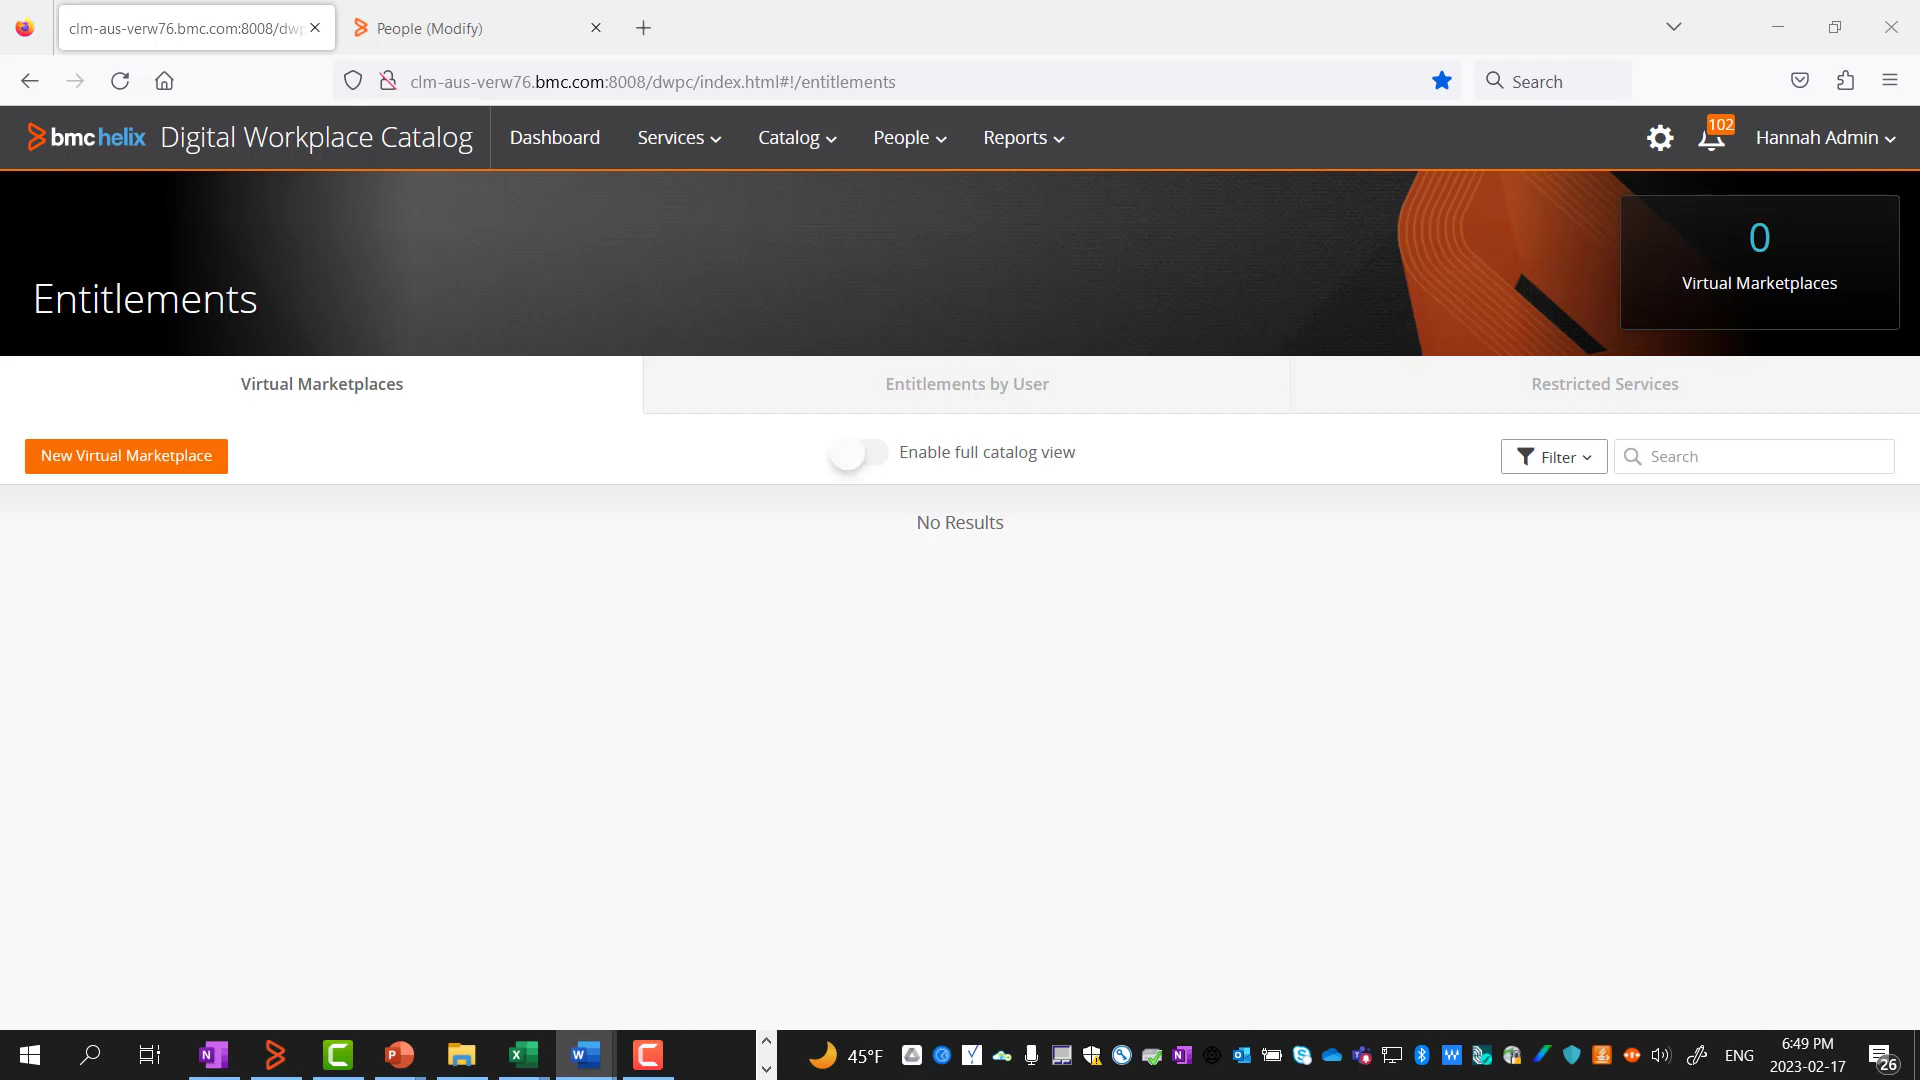 clm-aus-verw76.bmc.com:8008/dwp
People (Modify)
clm-aus-verw76.bmc.com:8008/dwpc/index.html#!/entitlements
Search
bmc helix Digital Workplace Catalog
Dashboard
Services
Catalog
People
Reports
102
Hannah Admin
Entitlements
0
Virtual Marketplaces
Virtual Marketplaces
Entitlements by User
Restricted Services
New Virtual Marketplace
Enable full catalog view
Filter
Search
No Results
45°F
ENG
6:49 PM
2023-02-17
26